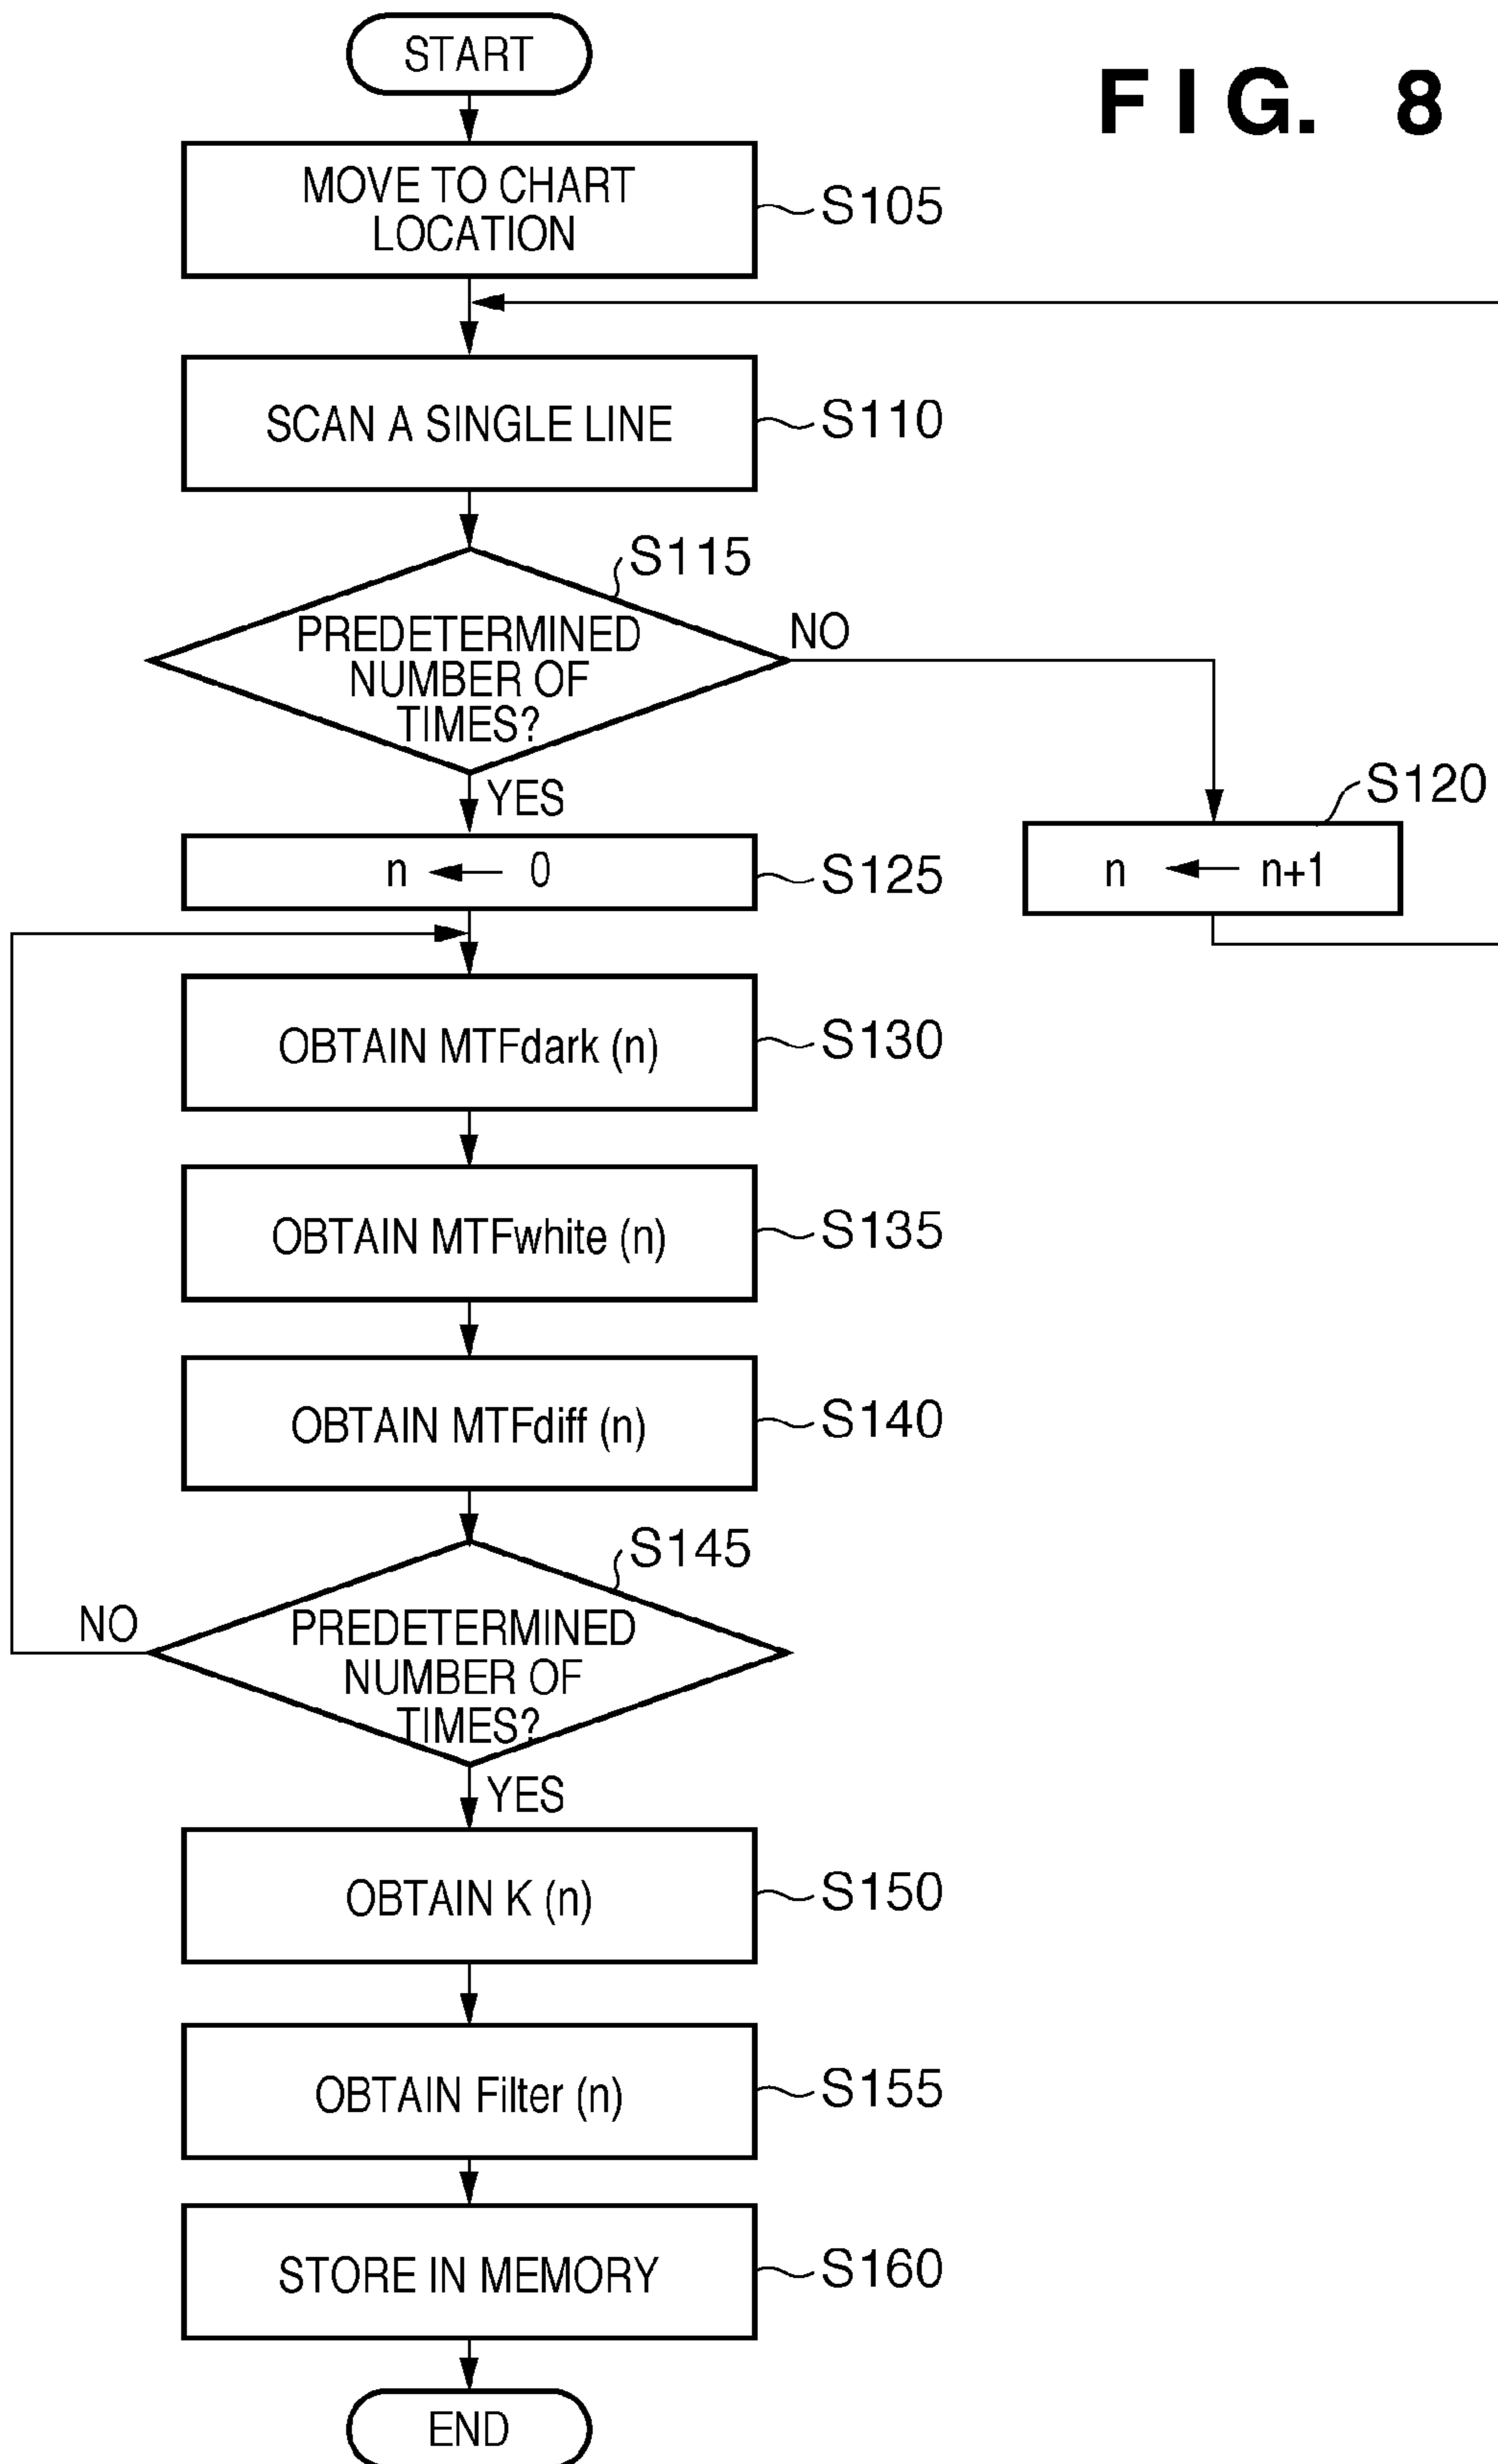 START
FIG. 8
MOVE TO CHART
LOCATION
S105
SCAN A SINGLE LINE
S110
S115
PREDETERMINED
NUMBER OF
TIMES?
NO
YES
S120
n ← n+1
n ← 0
S125
OBTAIN MTFdark (n)
S130
OBTAIN MTFwhite (n)
S135
OBTAIN MTFdiff (n)
S140
S145
PREDETERMINED
NUMBER OF
TIMES?
NO
YES
OBTAIN K (n)
S150
OBTAIN Filter (n)
S155
STORE IN MEMORY
S160
END